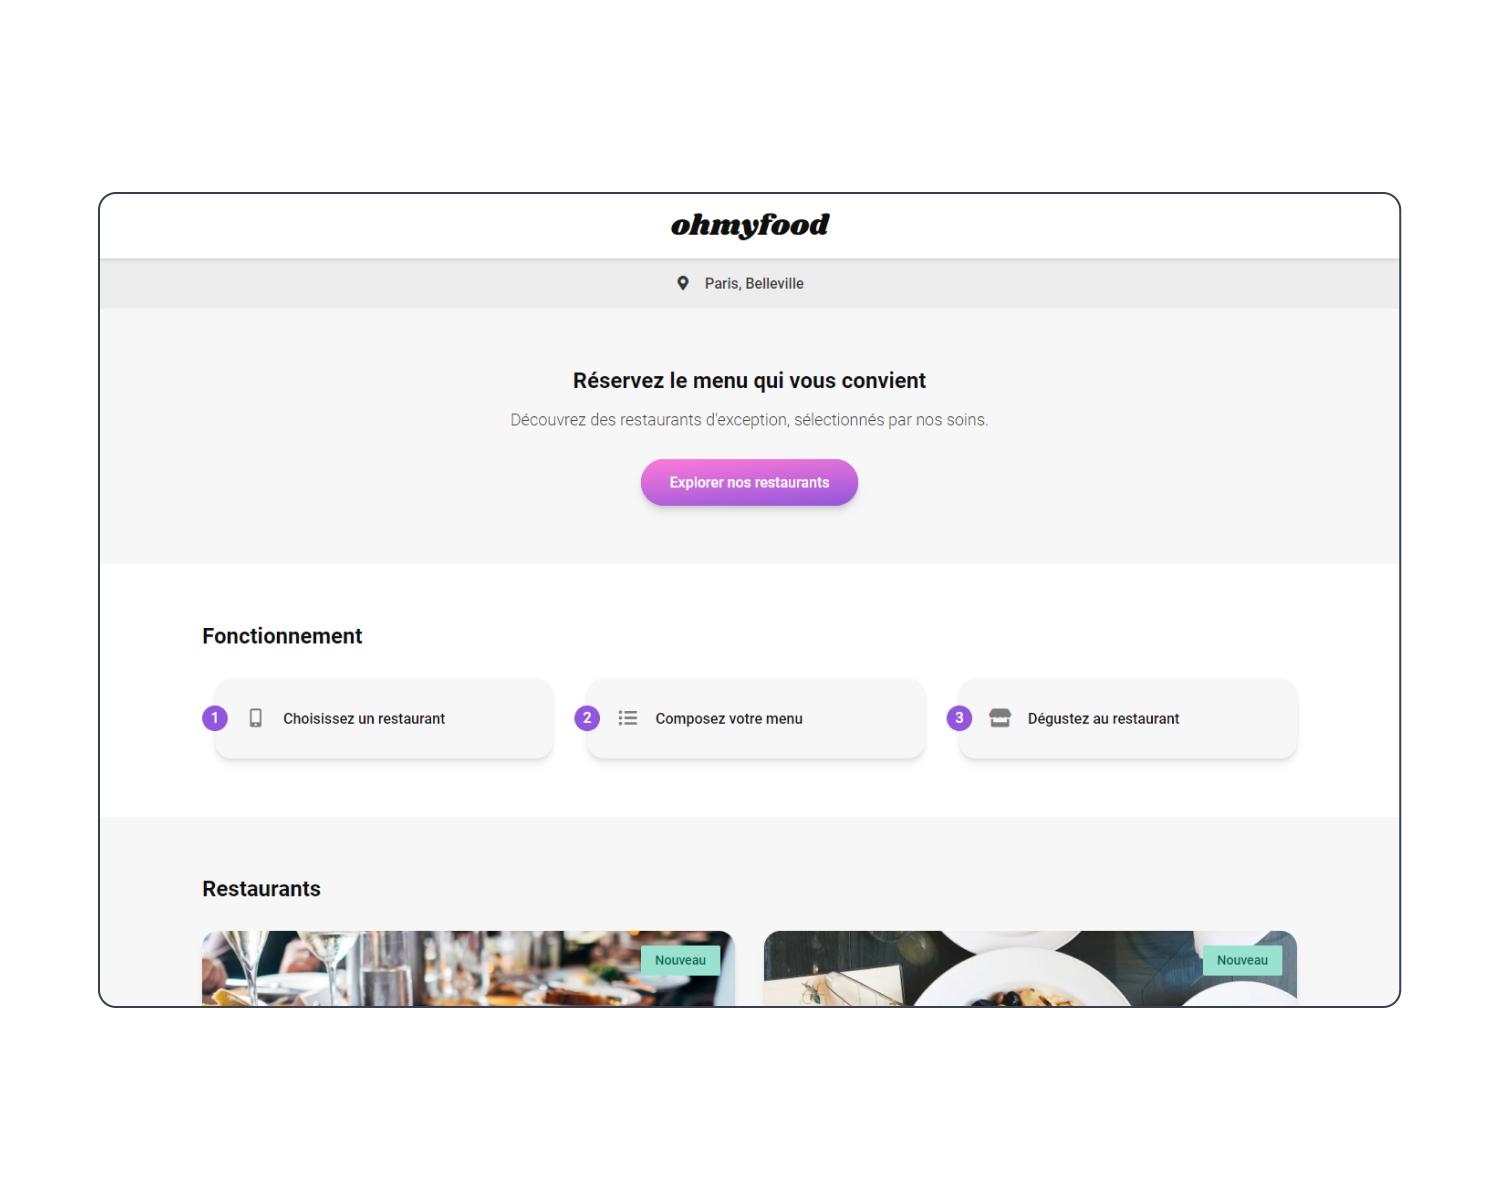 ohmyfood
Paris, Belleville
Réservez le menu qui vous convient
Découvrez des restaurants d'exception, sélectionnés par nos soins.
Explorer nos restaurants
Fonctionnement
1 Choisissez un restaurant
2 Composez votre menu
3 Dégustez au restaurant
Restaurants
Nouveau
Nouveau